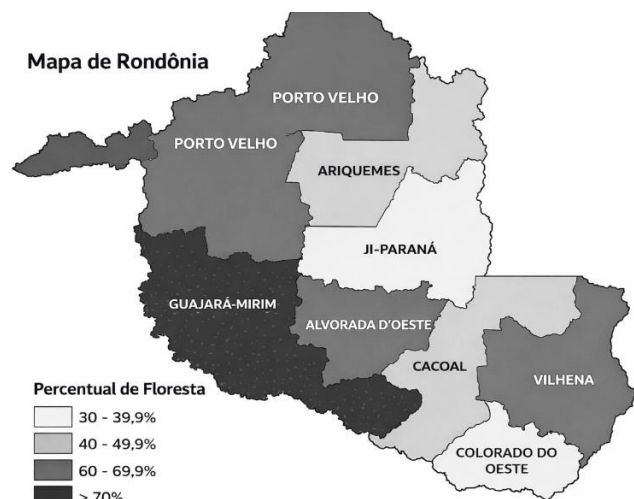 Mapa de Rondônia
PORTO VELHO
PORTO VELHO
ARIQUEMES
JI-PARANÁ
GUAJARÁ-MIRIM
ALVORADA D'OESTE
CACOAL
VILHENA
COLORADO DO
OESTE
Percentual de Floresta
30 - 39,9%
40 - 49,9%
60 - 69,9%
> 70%